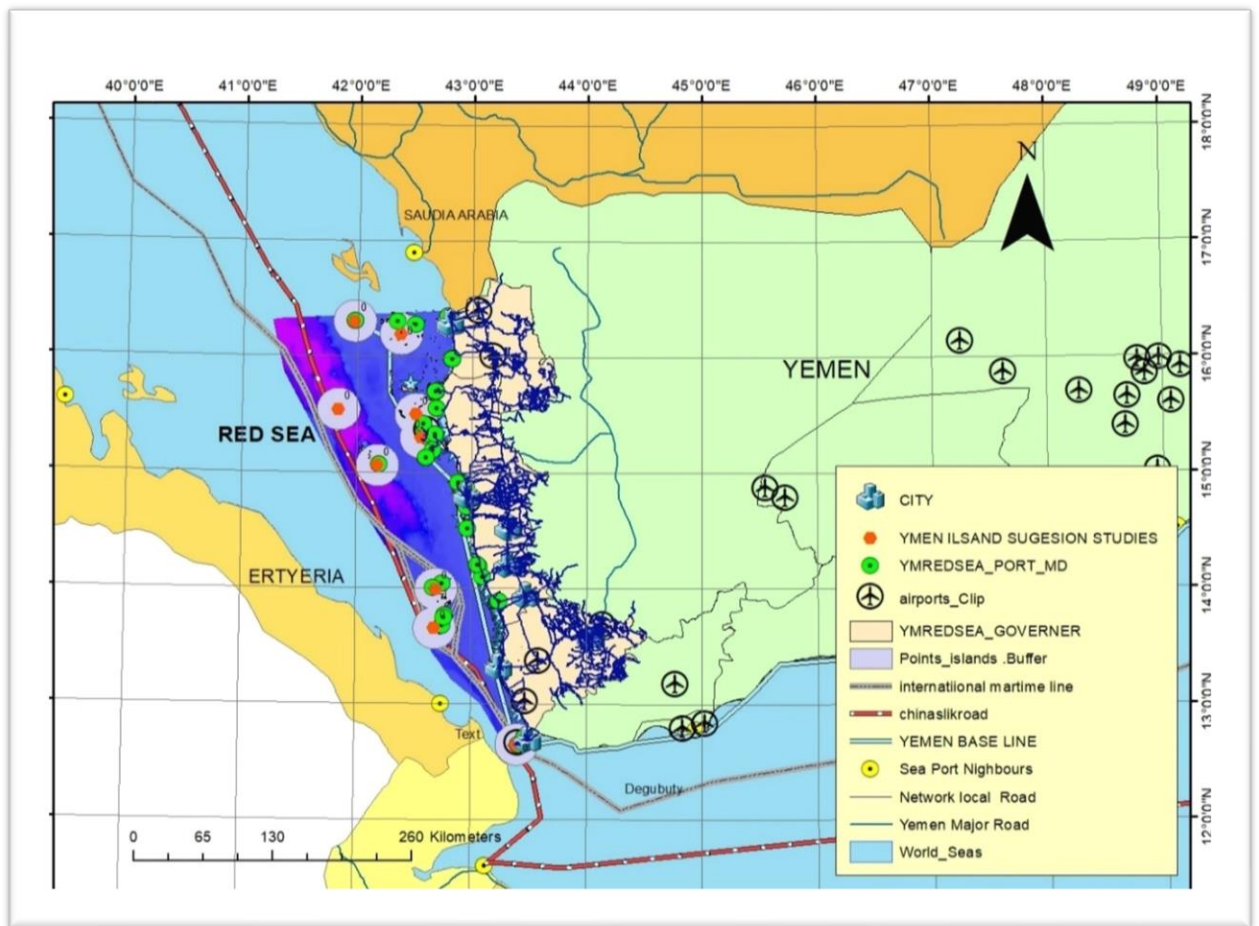 40°0'0"E 41°0'0"E 42°0'0"E 43°0'0"E 44°0'0"E 45°0'0"E 46°0'0"E 47°0'0"E 48°0'0"E 49°0'0"E
18°0'0"N
N
SAUDIA ARABIA
17°0'0"N
0
YEMEN
16°0'0"N
0
0
RED SEA
0
15°0'0"N
CITY
YMEN ILSAND SUGESION STUDIES
YMREDSEA_PORT_MD
ERTYERIA
14°0'0"N
airports_Clip
YMREDSEA_GOVERNER
Points_islands .Buffer
internatiional martime line
13°0'0"N
chinaslikroad
Text
YEMEN BASE LINE
Sea Port Nighbours
Degubuty
Network local Road
12°0'0"N
Yemen Major Road
0 65 130 260 Kilometers
World_Seas